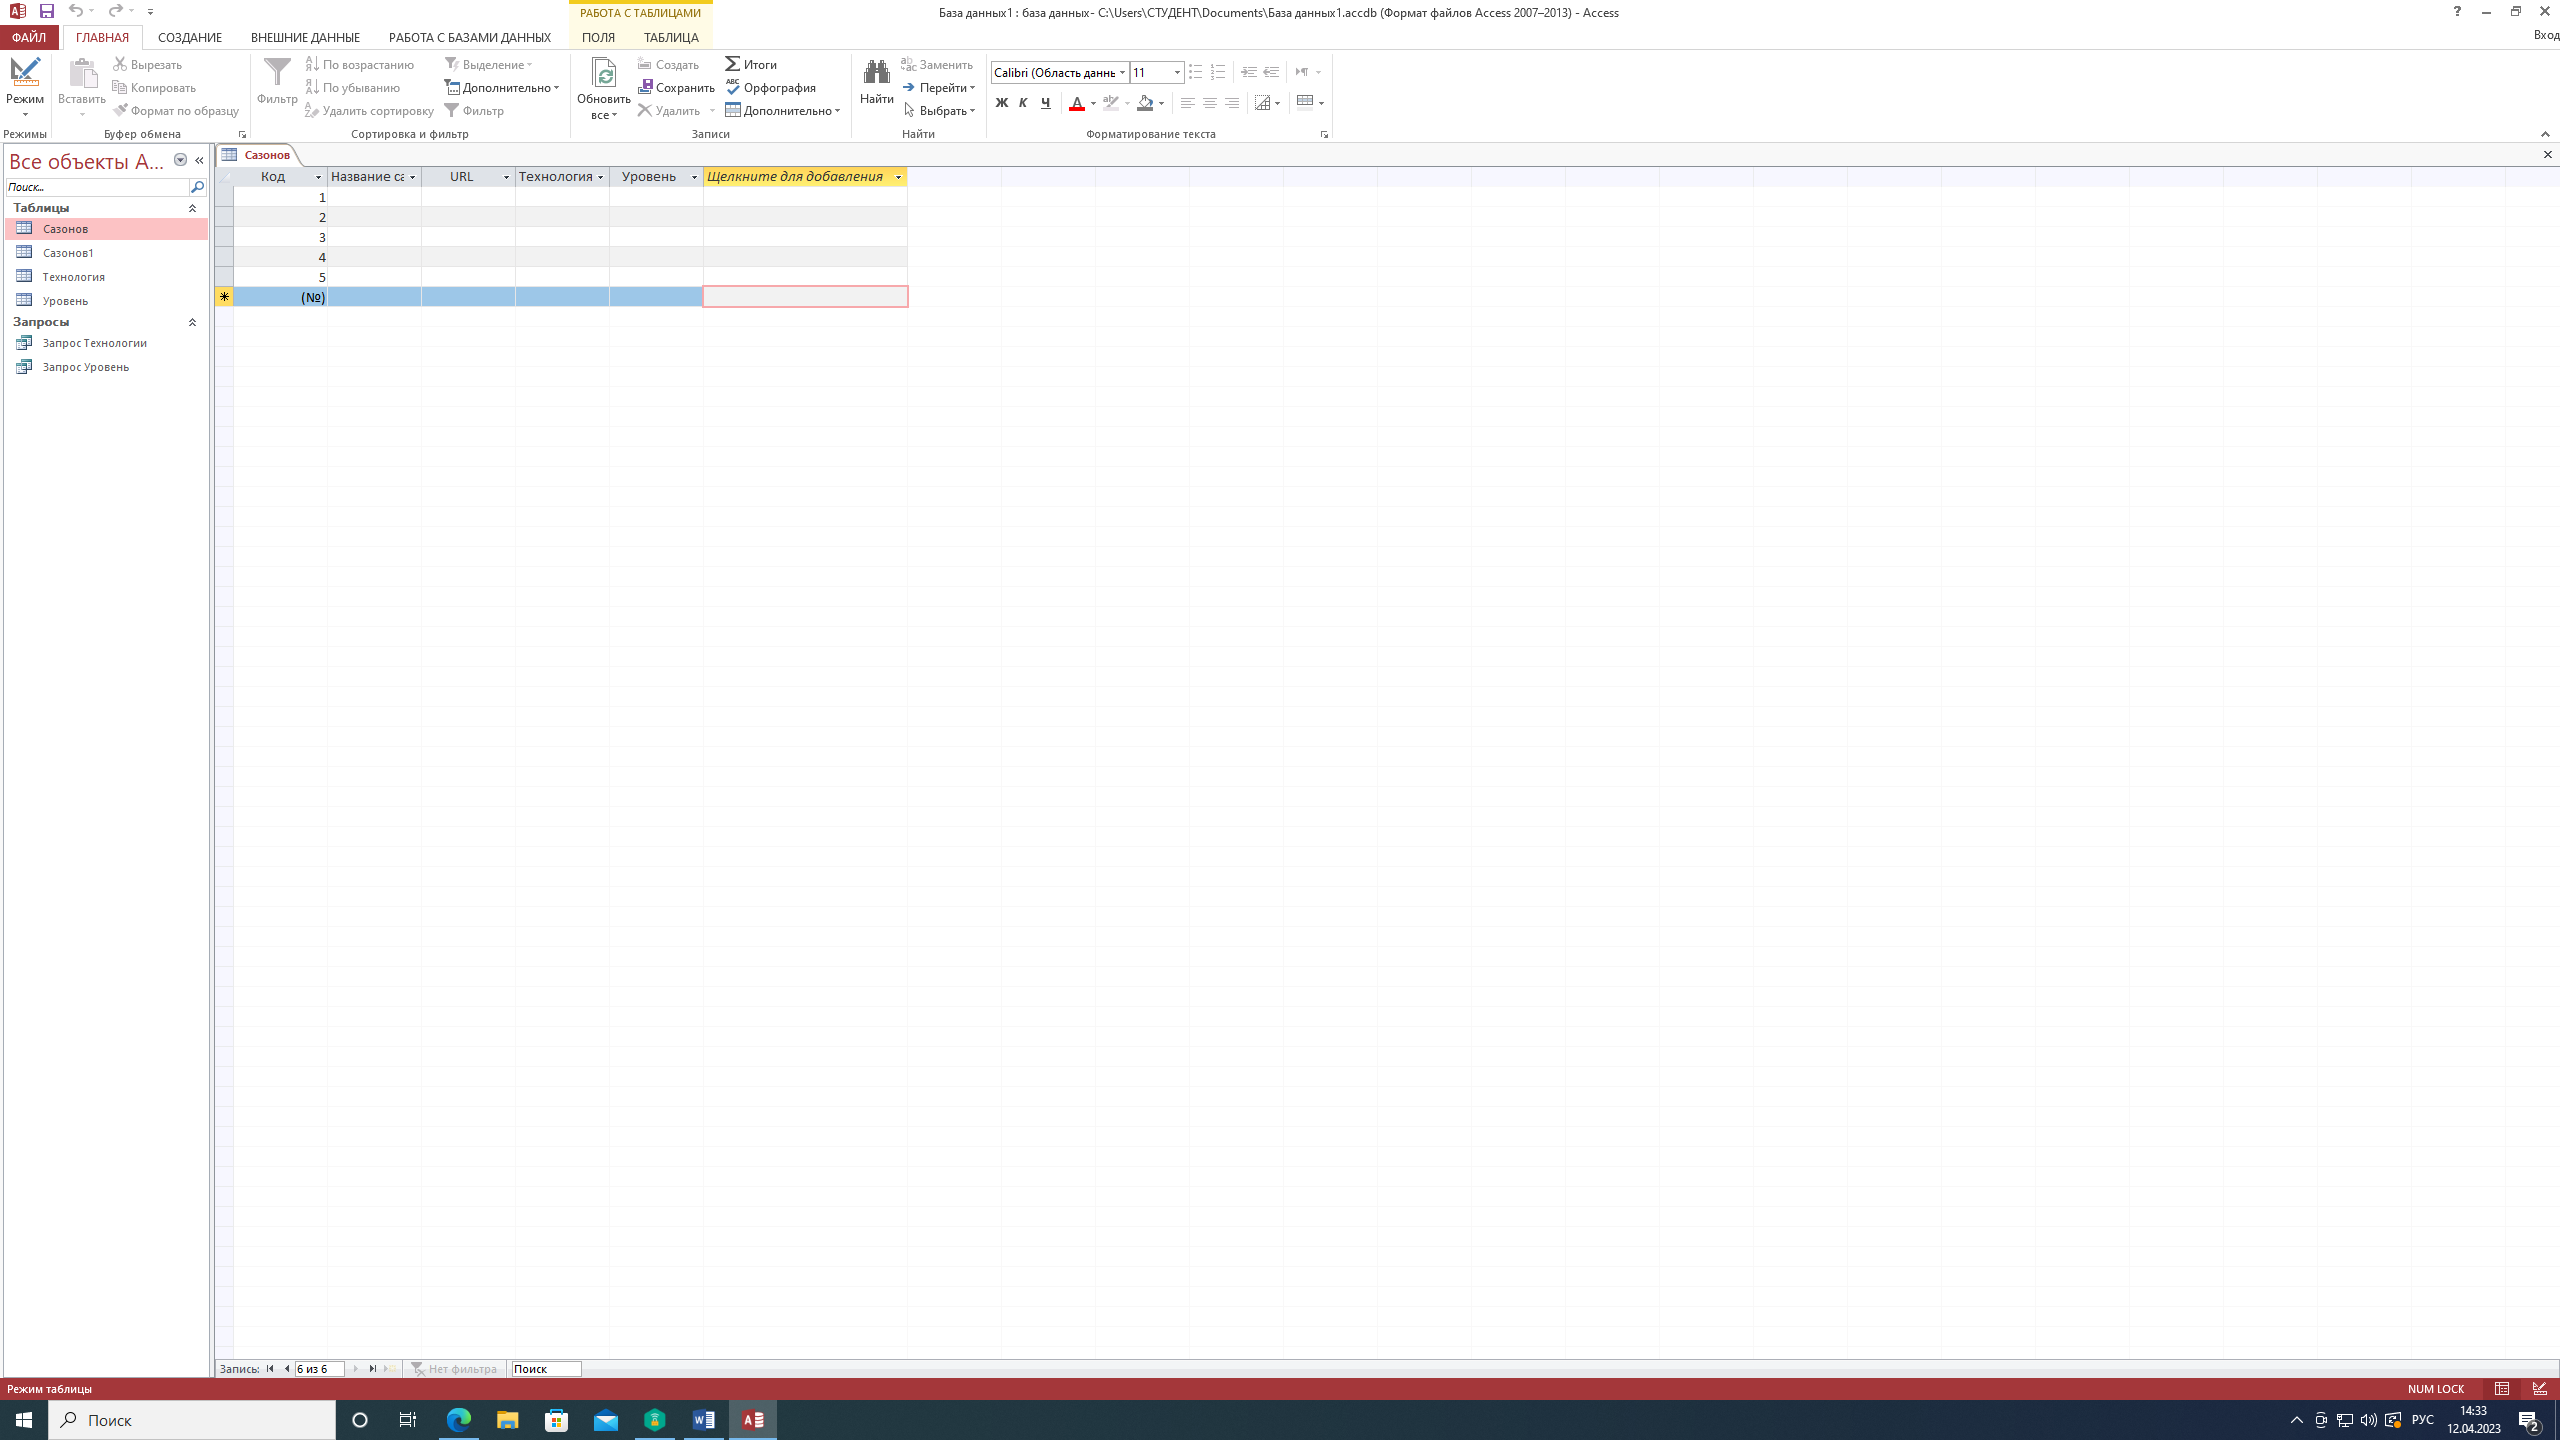 РАБОТА С ТАБЛИЦАМИ
База данных1 : база данных- C:\Users\СТУДЕНТ\Documents\База данных1.accdb (Формат файлов Access 2007–2013) - Access
ФАЙЛ ГЛАВНАЯ СОЗДАНИЕ ВНЕШНИЕ ДАННЫЕ РАБОТА С БАЗАМИ ДАННЫХ ПОЛЯ ТАБЛИЦА Вход
Режим
Режимы
Вставить
Вырезать
Копировать
Формат по образцу
Буфер обмена
Фильтр
По возрастанию
По убыванию
Удалить сортировку
Выделение
Дополнительно
Фильтр
Сортировка и фильтр
Обновить
все
Создать
Сохранить
Удалить
Итоги
Орфография
Дополнительно
Записи
Найти
Заменить
Перейти
Выбрать
Найти
Calibri (Область даннь 11
Ж К Ч
Форматирование текста
Все объекты A...
Поиск...
Таблицы
Сазонов
Сазонов1
Технология
Уровень
Запросы
Запрос Технологии
Запрос Уровень
Сазонов
Код Название са URL Технология Уровень Щелкните для добавления
1
2
3
4
5
(№)
Запись: 6 из 6 Нет фильтра Поиск
Режим таблицы
NUM LOCK
Поиск
РУС
14:33
12.04.2023
2